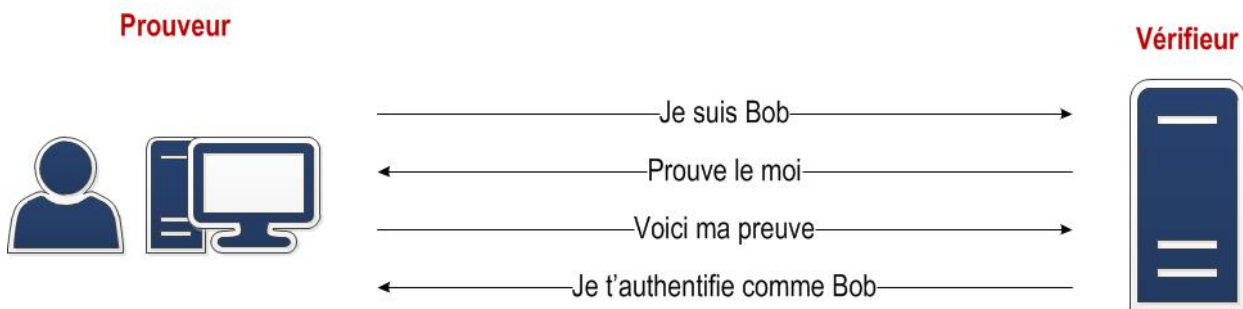 Prouveur
Vérifieur
Je suis Bob
Prouve le moi
Voici ma preuve
Je t'authentifie comme Bob